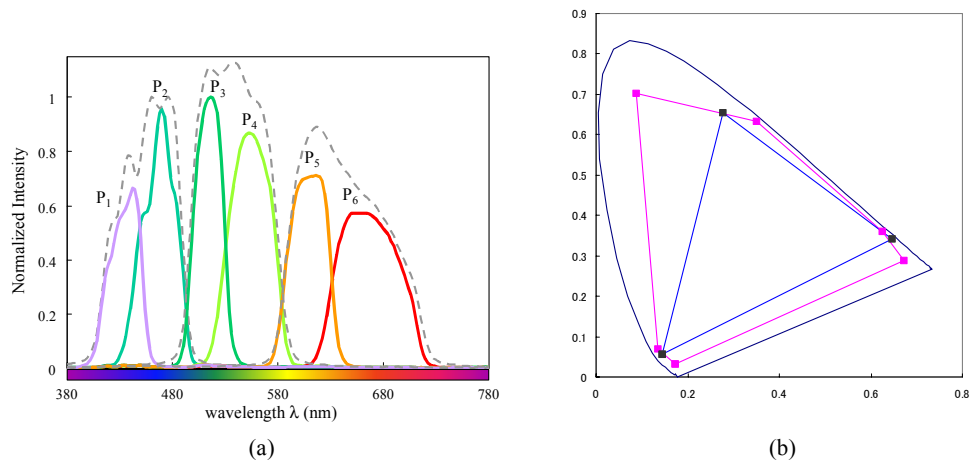 Normalized Intensity
1
0.8
0.6
0.4
0.2
0
P1
P2
P3
P4
P5
P6
380 480 580 680 780
wavelength λ (nm)
(a)
0.9
0.8
0.7
0.6
0.5
0.4
0.3
0.2
0.1
0
0 0.2 0.4 0.6 0.8
(b)